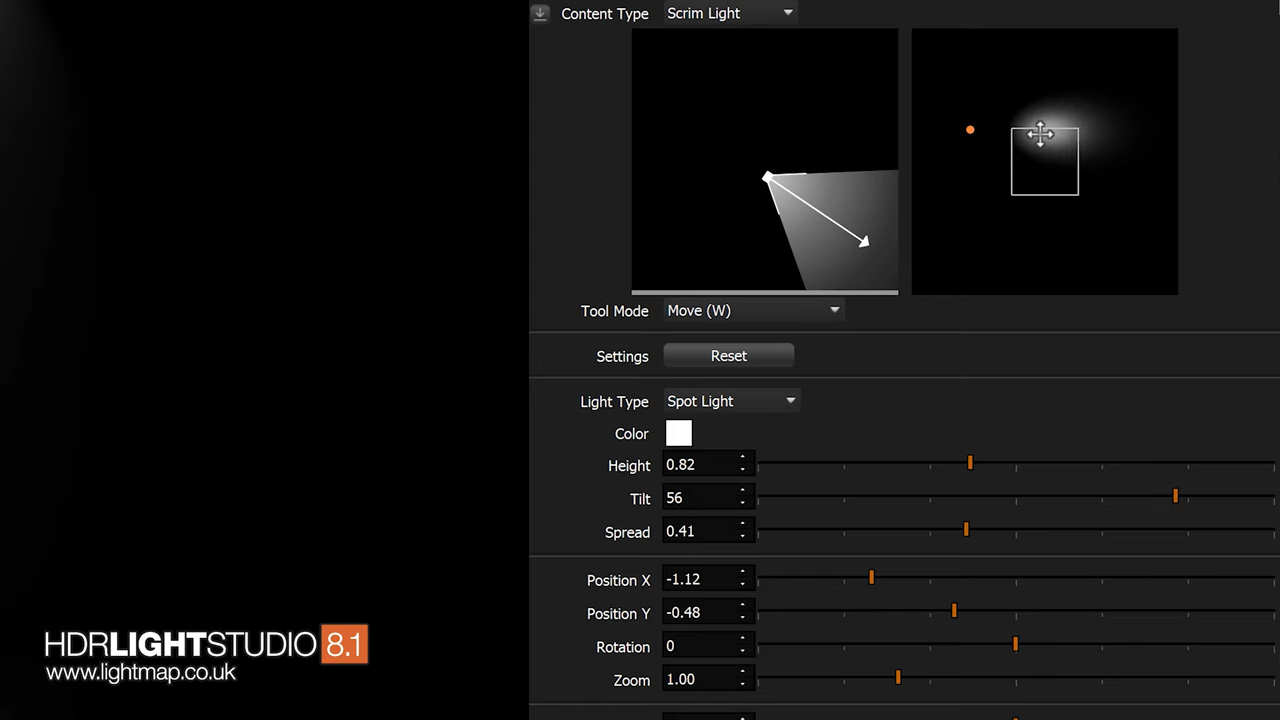 Content Type Scrim Light
Tool Mode Move (W)
Settings Reset
Light Type Spot Light
Color
Height 0.82
Tilt 56
Spread 0.41
Position X -1.12
Position Y -0.48
Rotation 0
Zoom 1.00
HDRLIGHTSTUDIO 8.1
www.lightmap.co.uk